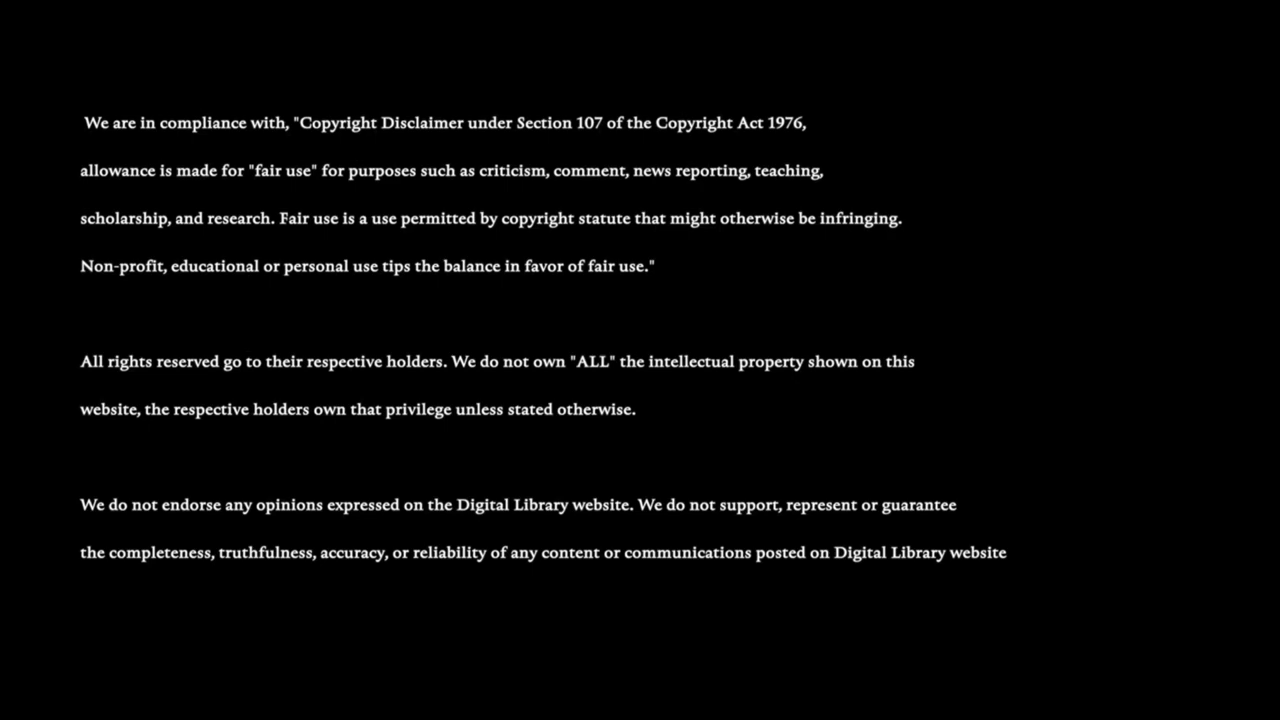 We are in compliance with, "Copyright Disclaimer under Section 107 of the Copyright Act 1976,
allowance is made for "fair use" for purposes such as criticism, comment, news reporting, teaching,
scholarship, and research. Fair use is a use permitted by copyright statute that might otherwise be infringing.
Non-profit, educational or personal use tips the balance in favor of fair use."
All rights reserved go to their respective holders. We do not own "ALL" the intellectual property shown on this
website, the respective holders own that privilege unless stated otherwise.
We do not endorse any opinions expressed on the Digital Library website. We do not support, represent or guarantee
the completeness, truthfulness, accuracy, or reliability of any content or communications posted on Digital Library website